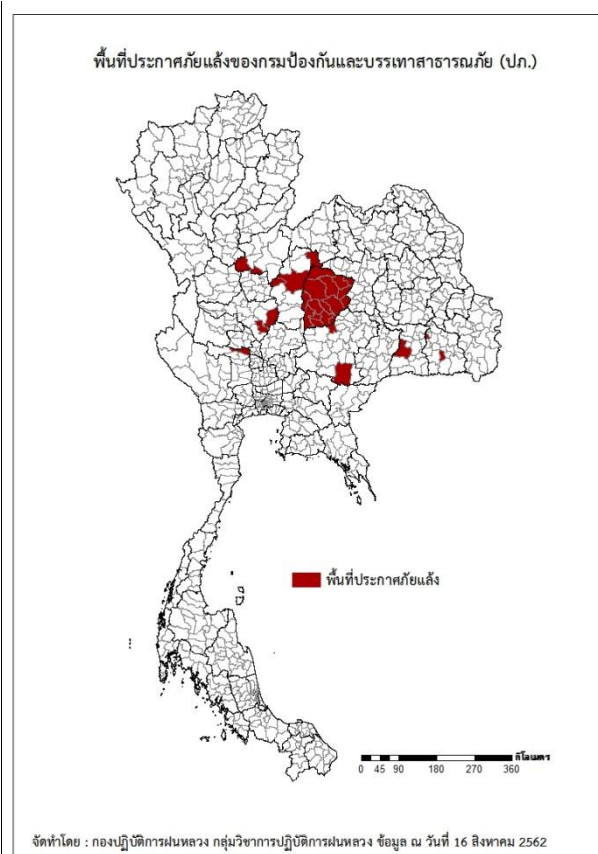 พื้นที่ประกาศภัยแล้งของกรมป้องกันและบรรเทาสาธารณภัย (ปภ.)
พื้นที่ประกาศภัยแล้ง
กิโลเมตร
0 45 90 180 270 360
จัดทำโดย : กองปฏิบัติการฝนหลวง กลุ่มวิชาการปฏิบัติการฝนหลวง ข้อมูล ณ วันที่ 16 สิงหาคม 2562